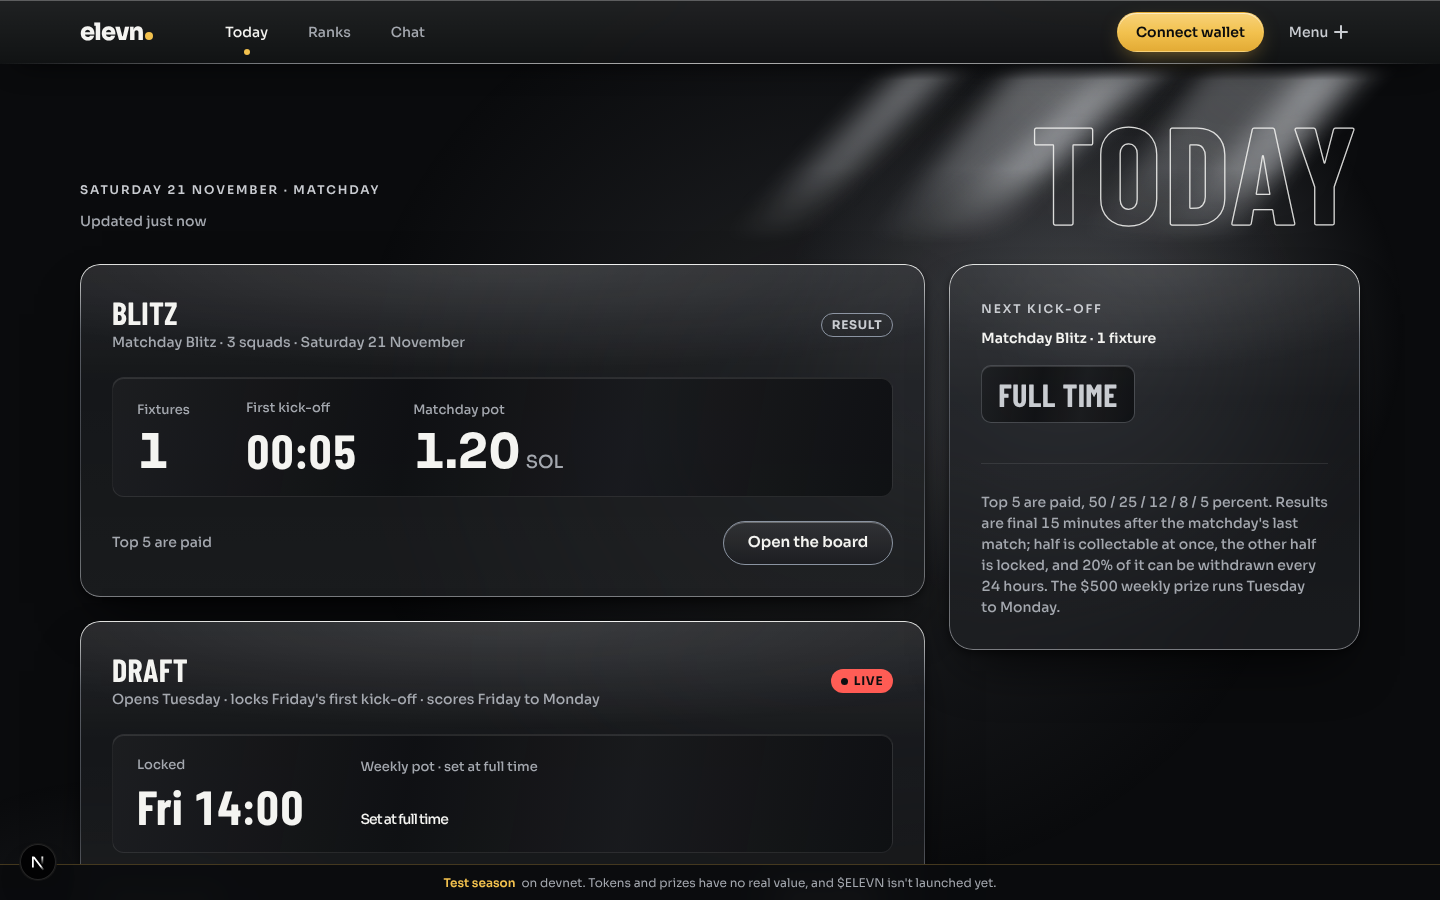 elevn.
Today
Ranks
Chat
Connect wallet
Menu
TODAY
SATURDAY 21 NOVEMBER · MATCHDAY
Updated just now
BLITZ
Matchday Blitz · 3 squads · Saturday 21 November
RESULT
Fixtures
1
First kick-off
00:05
Matchday pot
1.20 SOL
Top 5 are paid
Open the board
NEXT KICK-OFF
Matchday Blitz · 1 fixture
FULL TIME
Top 5 are paid, 50 / 25 / 12 / 8 / 5 percent. Results
are final 15 minutes after the matchday's last
match; half is collectable at once, the other half
is locked, and 20% of it can be withdrawn every
24 hours. The $500 weekly prize runs Tuesday
to Monday.
DRAFT
Opens Tuesday · locks Friday's first kick-off · scores Friday to Monday
LIVE
Locked
Fri 14:00
Weekly pot · set at full time
Set at full time
N
Test season on devnet. Tokens and prizes have no real value, and $ELEVN isn't launched yet.